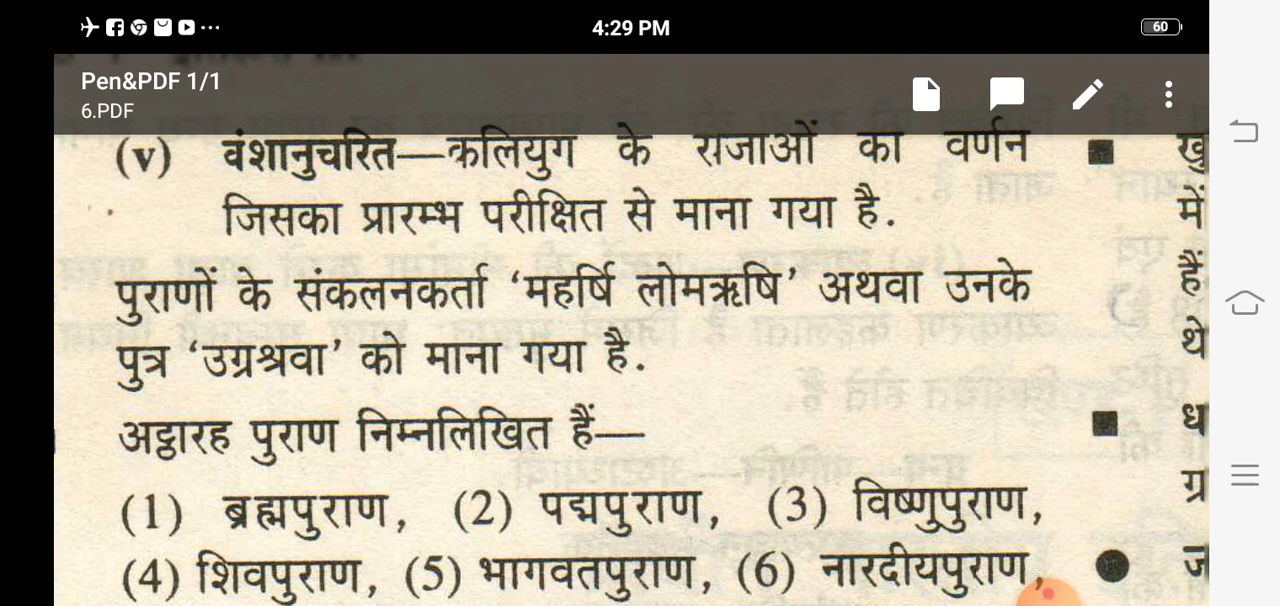 4:29 PM
60
Pen&PDF 1/1
6.PDF
(v) वंशानुचरित—कलियुग के राजाओं का वर्णन
जिसका प्रारम्भ परीक्षित से माना गया है.
पुराणों के संकलनकर्ता ‘महर्षि लोमऋषि’ अथवा उनके
पुत्र ‘उग्रश्रवा’ को माना गया है.
अट्ठारह पुराण निम्नलिखित हैं—
(1) ब्रह्मपुराण, (2) पद्मपुराण, (3) विष्णुपुराण,
(4) शिवपुराण, (5) भागवतपुराण, (6) नारदीयपुराण,
में
हैं
थे